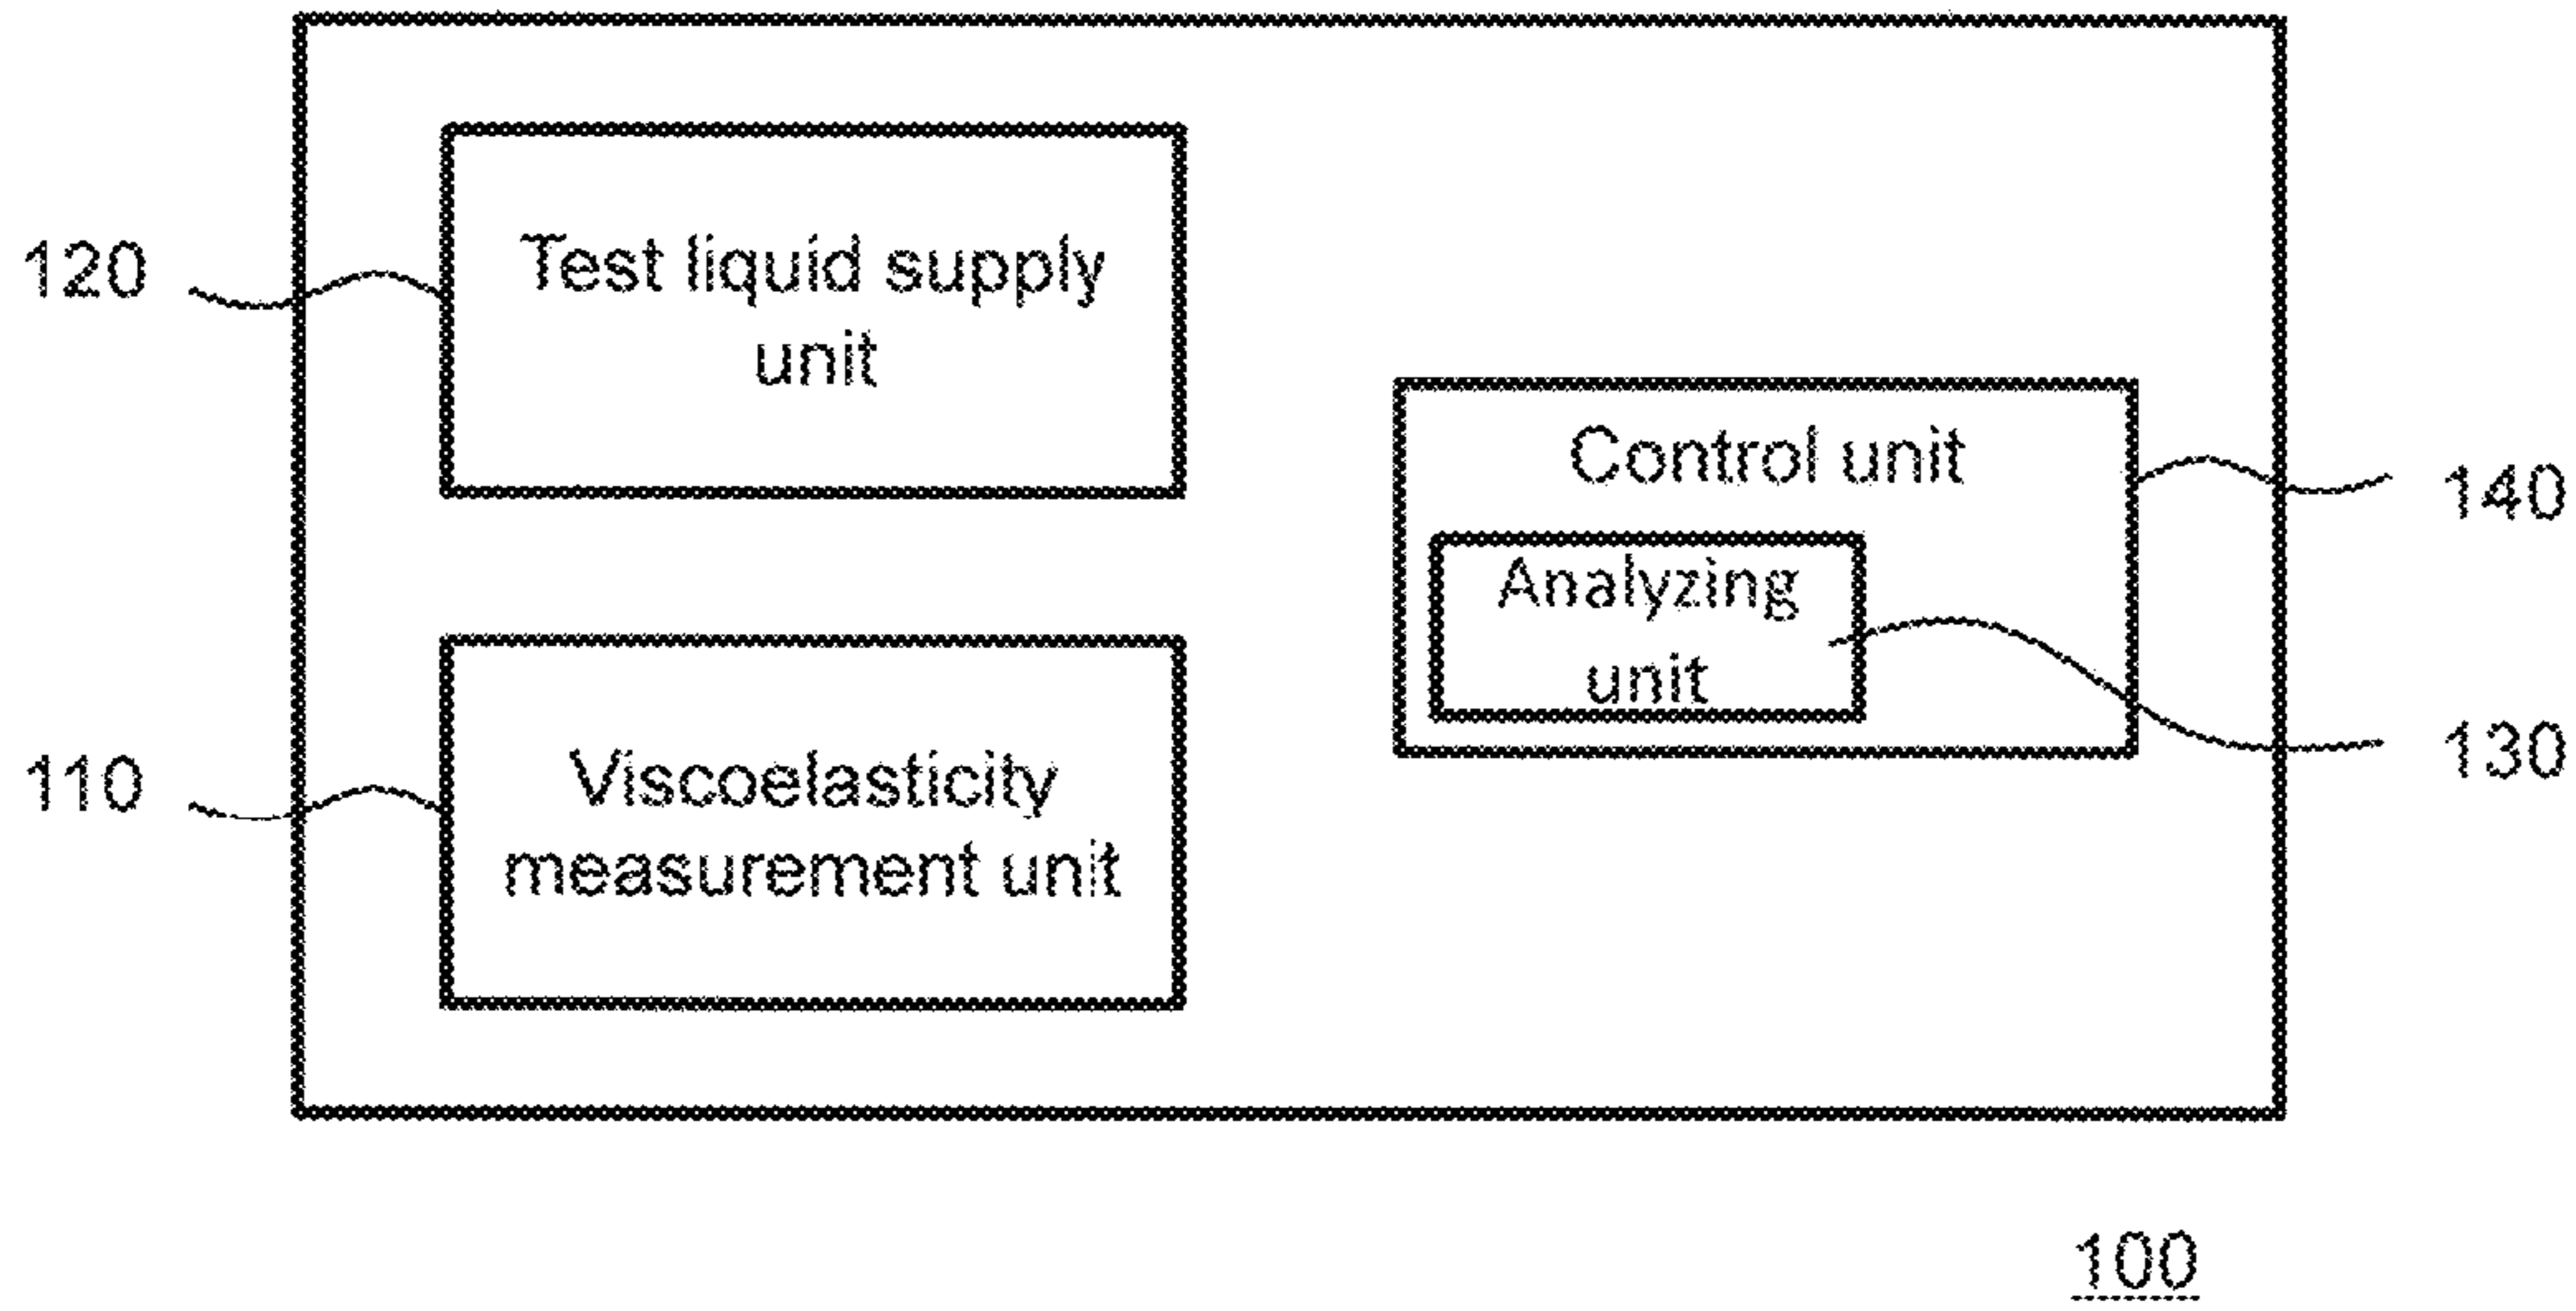 120
Test liquid supply
unit
Control unit
140
Analyzing
unit
130
110
Viscoelasticity
measurement unit
100